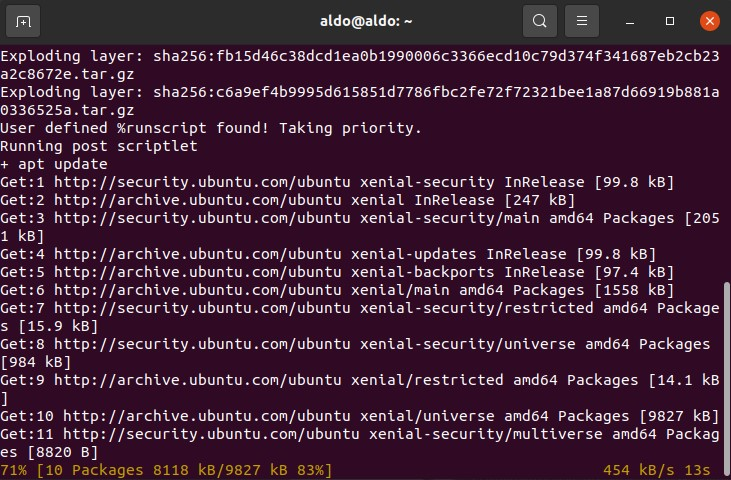 aldo@aldo: ~
Exploding layer: sha256:fb15d46c38dcd1ea0b1990006c3366ecd10c79d374f341687eb2cb23
a2c8672e.tar.gz
Exploding layer: sha256:c6a9ef4b9995d615851d7786fbc2fe72f72321bee1a87d66919b881a
0336525a.tar.gz
User defined %runscript found! Taking priority.
Running post scriptlet
+ apt update
Get:1 http://security.ubuntu.com/ubuntu xenial-security InRelease [99.8 kB]
Get:2 http://archive.ubuntu.com/ubuntu xenial InRelease [247 kB]
Get:3 http://security.ubuntu.com/ubuntu xenial-security/main amd64 Packages [205
1 kB]
Get:4 http://archive.ubuntu.com/ubuntu xenial-updates InRelease [99.8 kB]
Get:5 http://archive.ubuntu.com/ubuntu xenial-backports InRelease [97.4 kB]
Get:6 http://archive.ubuntu.com/ubuntu xenial/main amd64 Packages [1558 kB]
Get:7 http://security.ubuntu.com/ubuntu xenial-security/restricted amd64 Package
s [15.9 kB]
Get:8 http://security.ubuntu.com/ubuntu xenial-security/universe amd64 Packages
[984 kB]
Get:9 http://archive.ubuntu.com/ubuntu xenial/restricted amd64 Packages [14.1 kB
]
Get:10 http://archive.ubuntu.com/ubuntu xenial/universe amd64 Packages [9827 kB]
Get:11 http://security.ubuntu.com/ubuntu xenial-security/multiverse amd64 Packag
es [8820 B]
71% [10 Packages 8118 kB/9827 kB 83%] 454 kB/s 13s